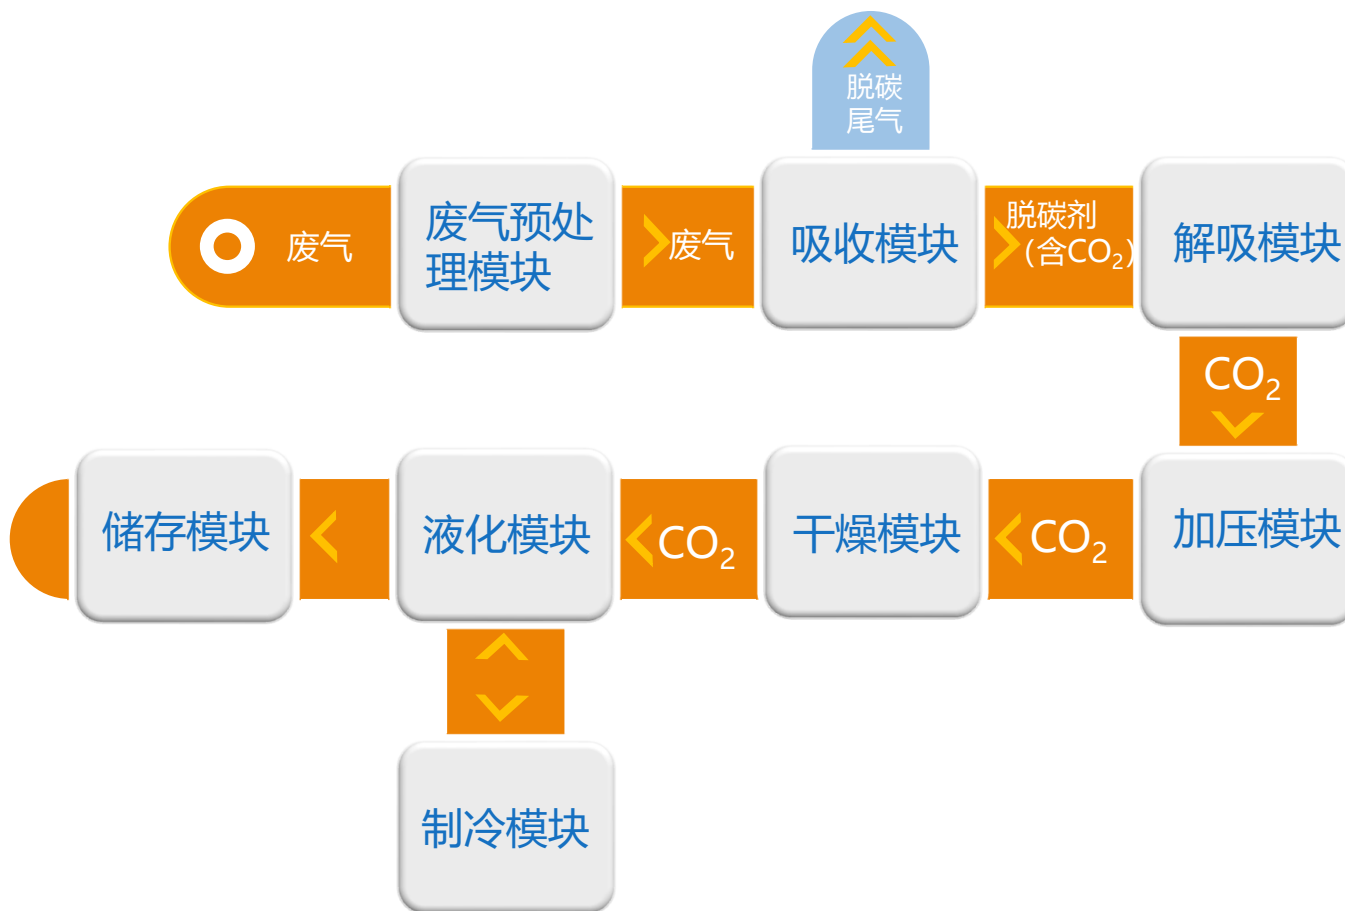 脱碳
尾气
废气
废气预处
理模块
废气
吸收模块
脱碳剂
（含CO₂）
解吸模块
CO₂
储存模块
液化模块
CO₂
干燥模块
CO₂
加压模块
制冷模块